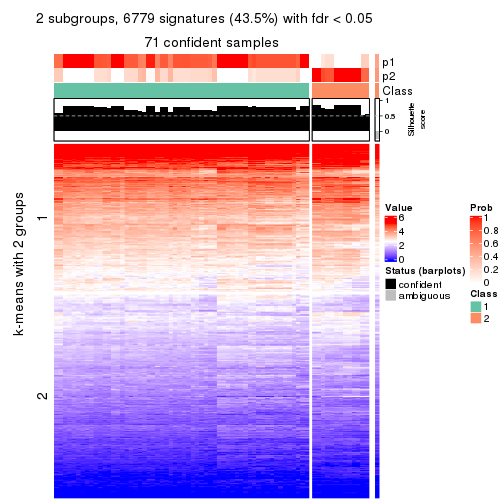 2 subgroups, 6779 signatures (43.5%) with fdr < 0.05
71 confident samples
p1
p2
Class
1
0.5
0
Silhouette
score
k-means with 2 groups
1
2
Value
6
4
2
0
Status (barplots)
confident
ambiguous
Prob
1
0.8
0.6
0.4
0.2
0
Class
1
2